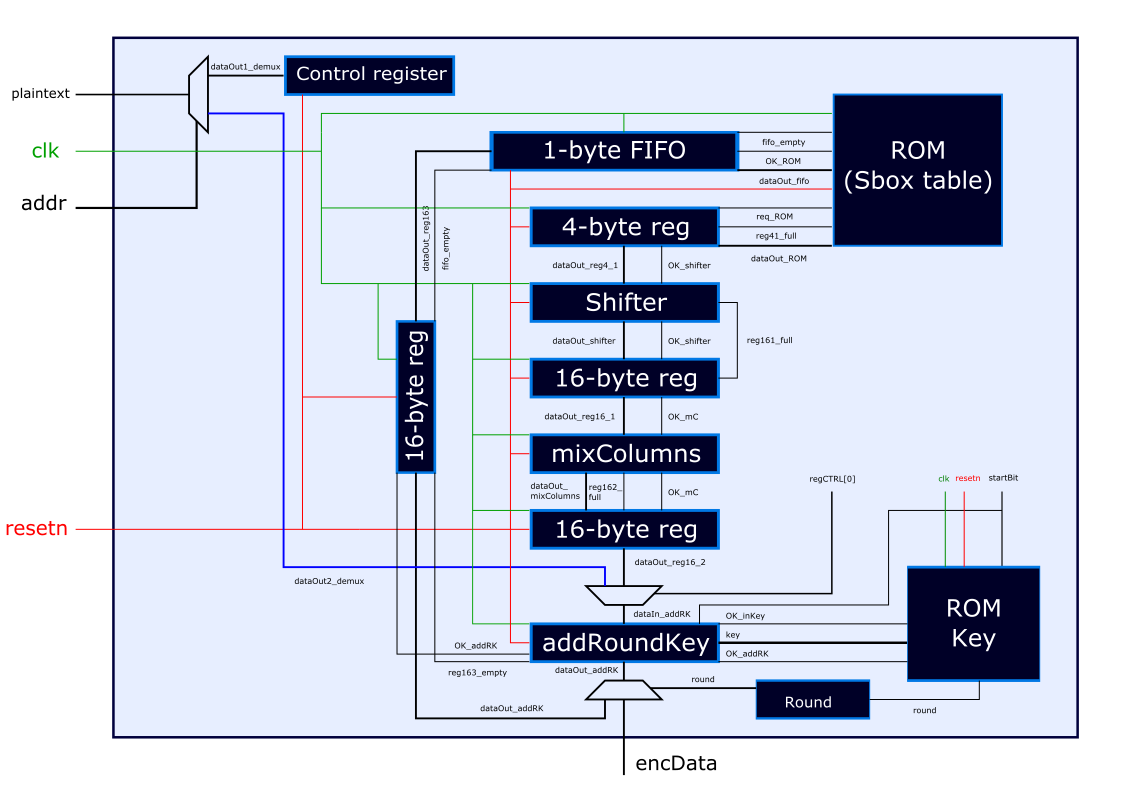 dataOut1_demux
Control register
plaintext
clk
addr
1-byte FIFO
fifo_empty
OK_ROM
dataOut_fifo
ROM
(Sbox table)
4-byte reg
req_ROM
reg41_full
dataOut_ROM
dataOut_reg163
fifo_empty
dataOut_reg4_1
OK_shifter
Shifter
dataOut_shifter
OK_shifter
reg161_full
16-byte reg
16-byte reg
dataOut_reg16_1
OK_mC
mixColumns
dataOut_
mixColumns
reg162_
full
OK_mC
regCTRL[0]
clk
resetn
startBit
resetn
16-byte reg
dataOut_reg16_2
dataOut2_demux
dataIn_addRK
OK_inKey
key
OK_addRK
ROM
Key
addRoundKey
OK_addRK
reg163_empty
dataOut_addRK
round
Round
round
dataOut_addRK
encData